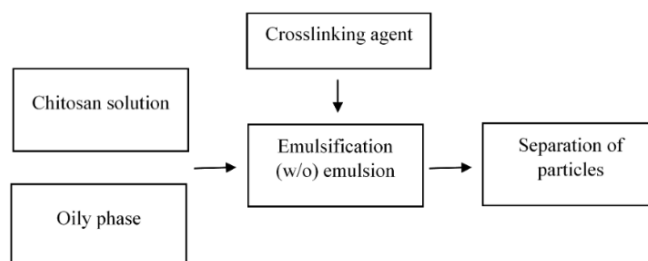 Crosslinking agent
Chitosan solution
Emulsification
(w/o) emulsion
Separation of
particles
Oily phase